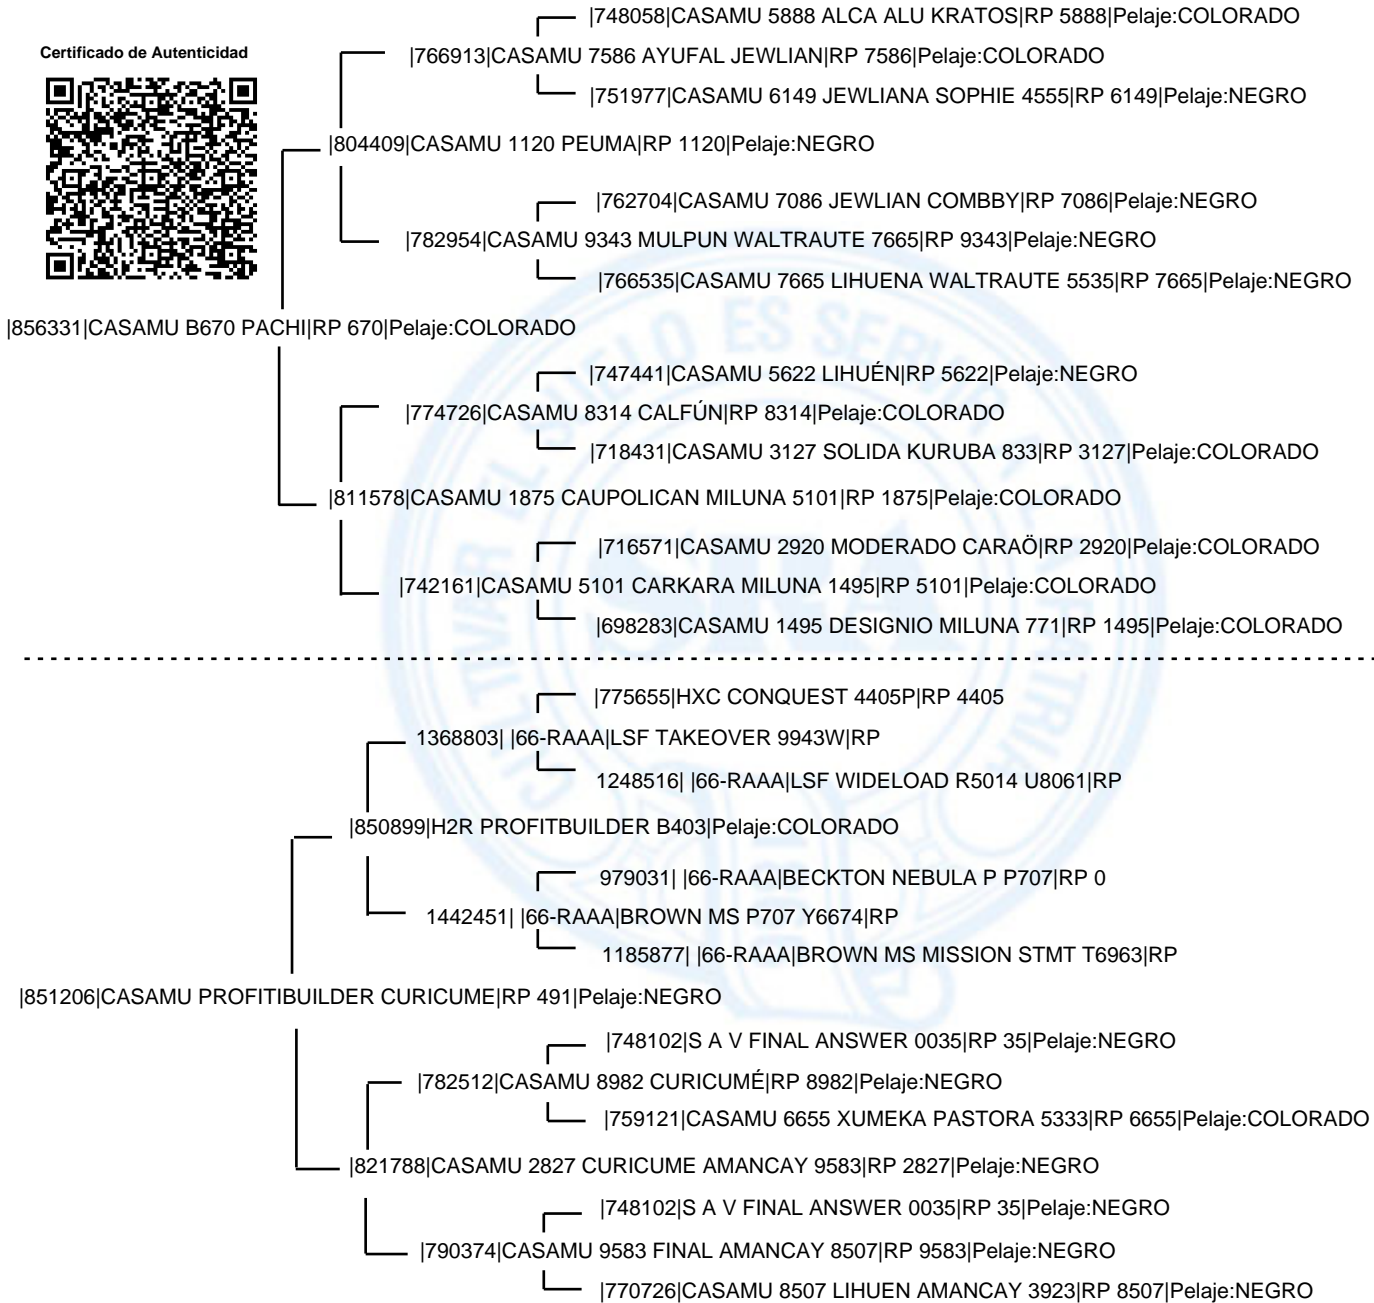 |748058|CASAMU 5888 ALCA ALU KRATOS|RP 5888|Pelaje:COLORADO
Certificado de Autenticidad
|766913|CASAMU 7586 AYUFAL JEWLIAN|RP 7586|Pelaje:COLORADO
|751977|CASAMU 6149 JEWLIANA SOPHIE 4555|RP 6149|Pelaje:NEGRO
|804409|CASAMU 1120 PEUMA|RP 1120|Pelaje:NEGRO
|762704|CASAMU 7086 JEWLIAN COMBBY|RP 7086|Pelaje:NEGRO
|782954|CASAMU 9343 MULPUN WALTRAUTE 7665|RP 9343|Pelaje:NEGRO
|766535|CASAMU 7665 LIHUENA WALTRAUTE 5535|RP 7665|Pelaje:NEGRO
|856331|CASAMU B670 PACHI|RP 670|Pelaje:COLORADO
|747441|CASAMU 5622 LIHUÉN|RP 5622|Pelaje:NEGRO
|774726|CASAMU 8314 CALFÚN|RP 8314|Pelaje:COLORADO
|718431|CASAMU 3127 SOLIDA KURUBA 833|RP 3127|Pelaje:COLORADO
|811578|CASAMU 1875 CAUPOLICAN MILUNA 5101|RP 1875|Pelaje:COLORADO
|716571|CASAMU 2920 MODERADO CARAÖ|RP 2920|Pelaje:COLORADO
|742161|CASAMU 5101 CARKARA MILUNA 1495|RP 5101|Pelaje:COLORADO
|698283|CASAMU 1495 DESIGNIO MILUNA 771|RP 1495|Pelaje:COLORADO
|775655|HXC CONQUEST 4405P|RP 4405
1368803| |66-RAAA|LSF TAKEOVER 9943W|RP
1248516| |66-RAAA|LSF WIDELOAD R5014 U8061|RP
|850899|H2R PROFITBUILDER B403|Pelaje:COLORADO
979031| |66-RAAA|BECKTON NEBULA P P707|RP 0
1442451| |66-RAAA|BROWN MS P707 Y6674|RP
1185877| |66-RAAA|BROWN MS MISSION STMT T6963|RP
|851206|CASAMU PROFITIBUILDER CURICUME|RP 491|Pelaje:NEGRO
|748102|S A V FINAL ANSWER 0035|RP 35|Pelaje:NEGRO
|782512|CASAMU 8982 CURICUMÉ|RP 8982|Pelaje:NEGRO
|759121|CASAMU 6655 XUMEKA PASTORA 5333|RP 6655|Pelaje:COLORADO
|821788|CASAMU 2827 CURICUME AMANCAY 9583|RP 2827|Pelaje:NEGRO
|748102|S A V FINAL ANSWER 0035|RP 35|Pelaje:NEGRO
|790374|CASAMU 9583 FINAL AMANCAY 8507|RP 9583|Pelaje:NEGRO
|770726|CASAMU 8507 LIHUEN AMANCAY 3923|RP 8507|Pelaje:NEGRO
CULTIVAR EL SUELO ES SERVIR A LA PATRIA
SRA